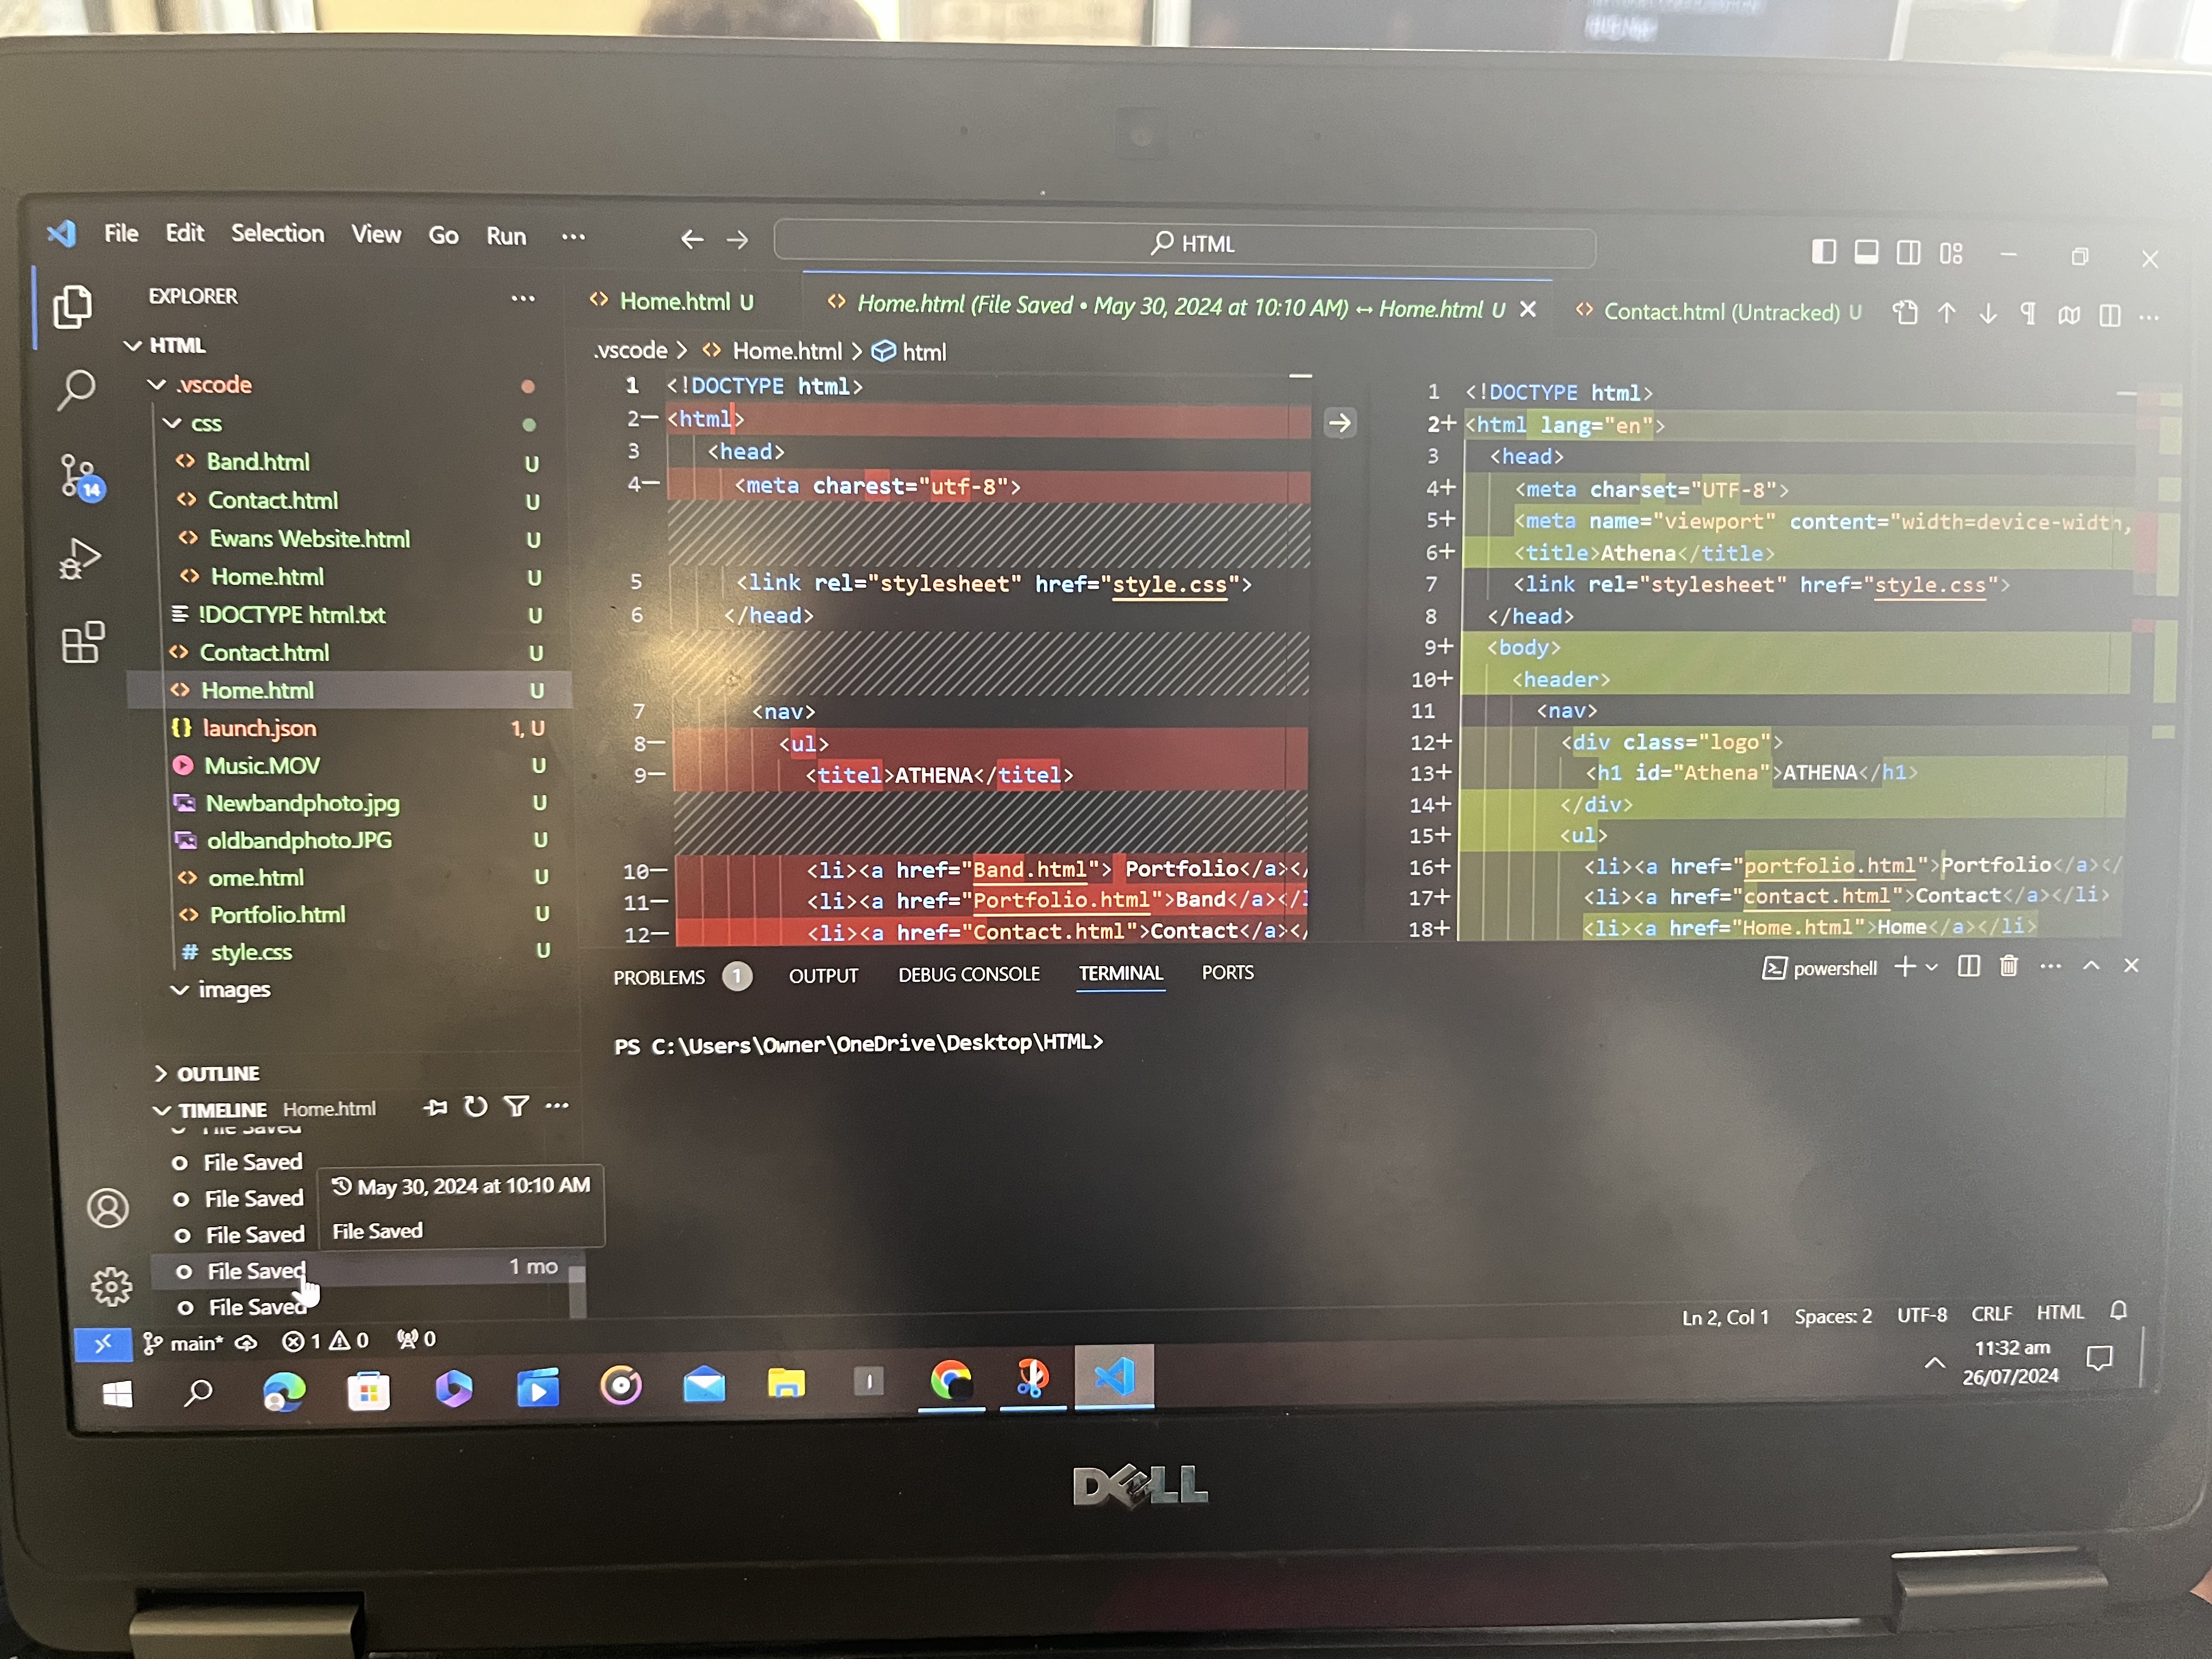 File Edit Selection View Go Run ...
HTML
EXPLORER
HTML
.vscode
css
Band.html U
Contact.html U
Ewans Website.html U
Home.html U
!DOCTYPE html.txt U
Contact.html U
Home.html U
launch.json 1, U
Music.MOV U
Newbandphoto.jpg U
oldbandphoto.JPG U
ome.html U
Portfolio.html U
style.css U
images
OUTLINE
TIMELINE Home.html
File Saved
File Saved
File Saved
File Saved
File Saved 1 mo
File Saved
May 30, 2024 at 10:10 AM
File Saved
14
Home.html U
Home.html (File Saved • May 30, 2024 at 10:10 AM) ↔ Home.html U
Contact.html (Untracked) U
.vscode > Home.html > html
1 <!DOCTYPE html>
2− <html>
3 <head>
4− <meta charest="utf-8">
5 <link rel="stylesheet" href="style.css">
6 </head>
7 <nav>
8− <ul>
9− <titel>ATHENA</titel>
10− <li><a href="Band.html"> Portfolio</a></
11− <li><a href="Portfolio.html">Band</a></l
12− <li><a href="Contact.html">Contact</a></
1 <!DOCTYPE html>
2+ <html lang="en">
3 <head>
4+ <meta charset="UTF-8">
5+ <meta name="viewport" content="width=device-width,
6+ <title>Athena</title>
7 <link rel="stylesheet" href="style.css">
8 </head>
9+ <body>
10+ <header>
11 <nav>
12+ <div class="logo">
13+ <h1 id="Athena">ATHENA</h1>
14+ </div>
15+ <ul>
16+ <li><a href="portfolio.html">Portfolio</a></
17+ <li><a href="contact.html">Contact</a></li>
18+ <li><a href="Home.html">Home</a></li>
PROBLEMS 1 OUTPUT DEBUG CONSOLE TERMINAL PORTS
powershell
PS C:\Users\Owner\OneDrive\Desktop\HTML>
main* 1 0 0
Ln 2, Col 1 Spaces: 2 UTF-8 CRLF HTML
11:32 am
26/07/2024
DELL